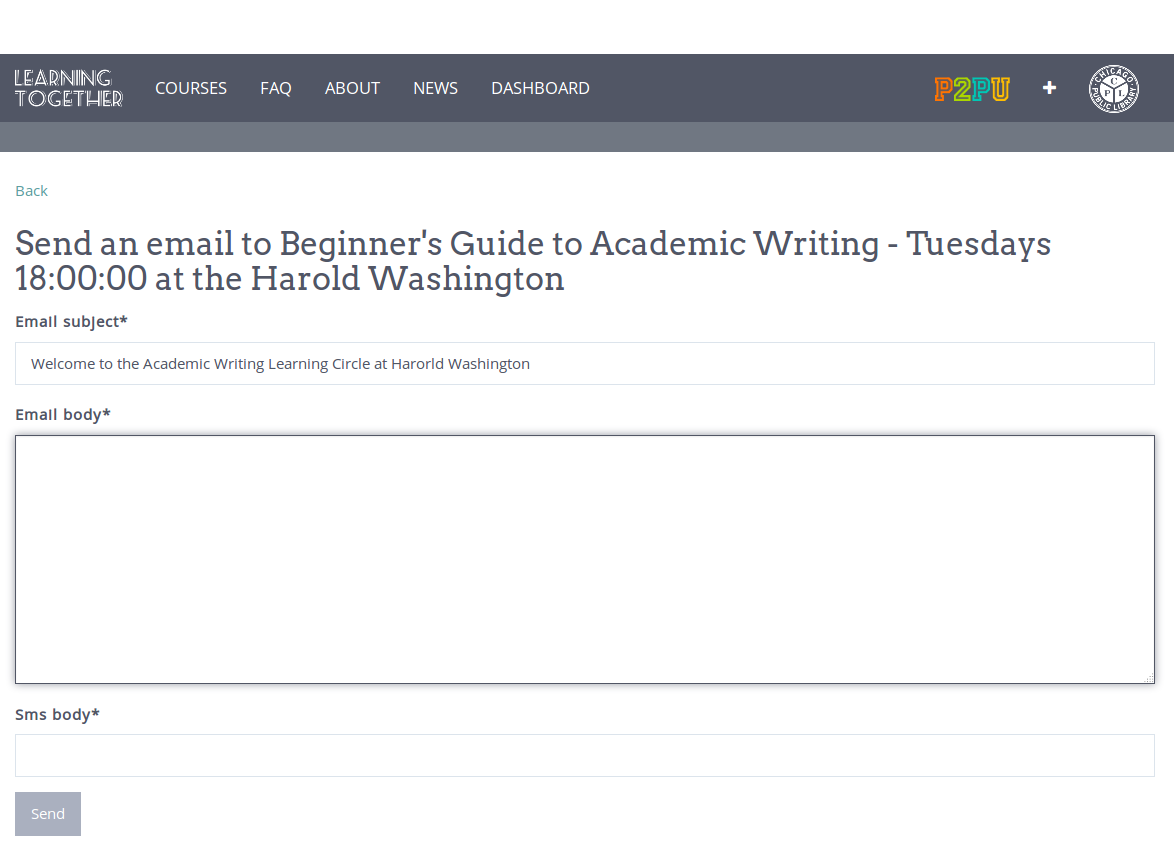 LEARNING
TOGETHER
COURSES FAQ ABOUT NEWS DASHBOARD
P2PU
CHICAGO
C
P L
PUBLIC LIBRARY
Back
Send an email to Beginner's Guide to Academic Writing - Tuesdays
18:00:00 at the Harold Washington
Email subject*
Welcome to the Academic Writing Learning Circle at Harorld Washington
Email body*
Sms body*
Send